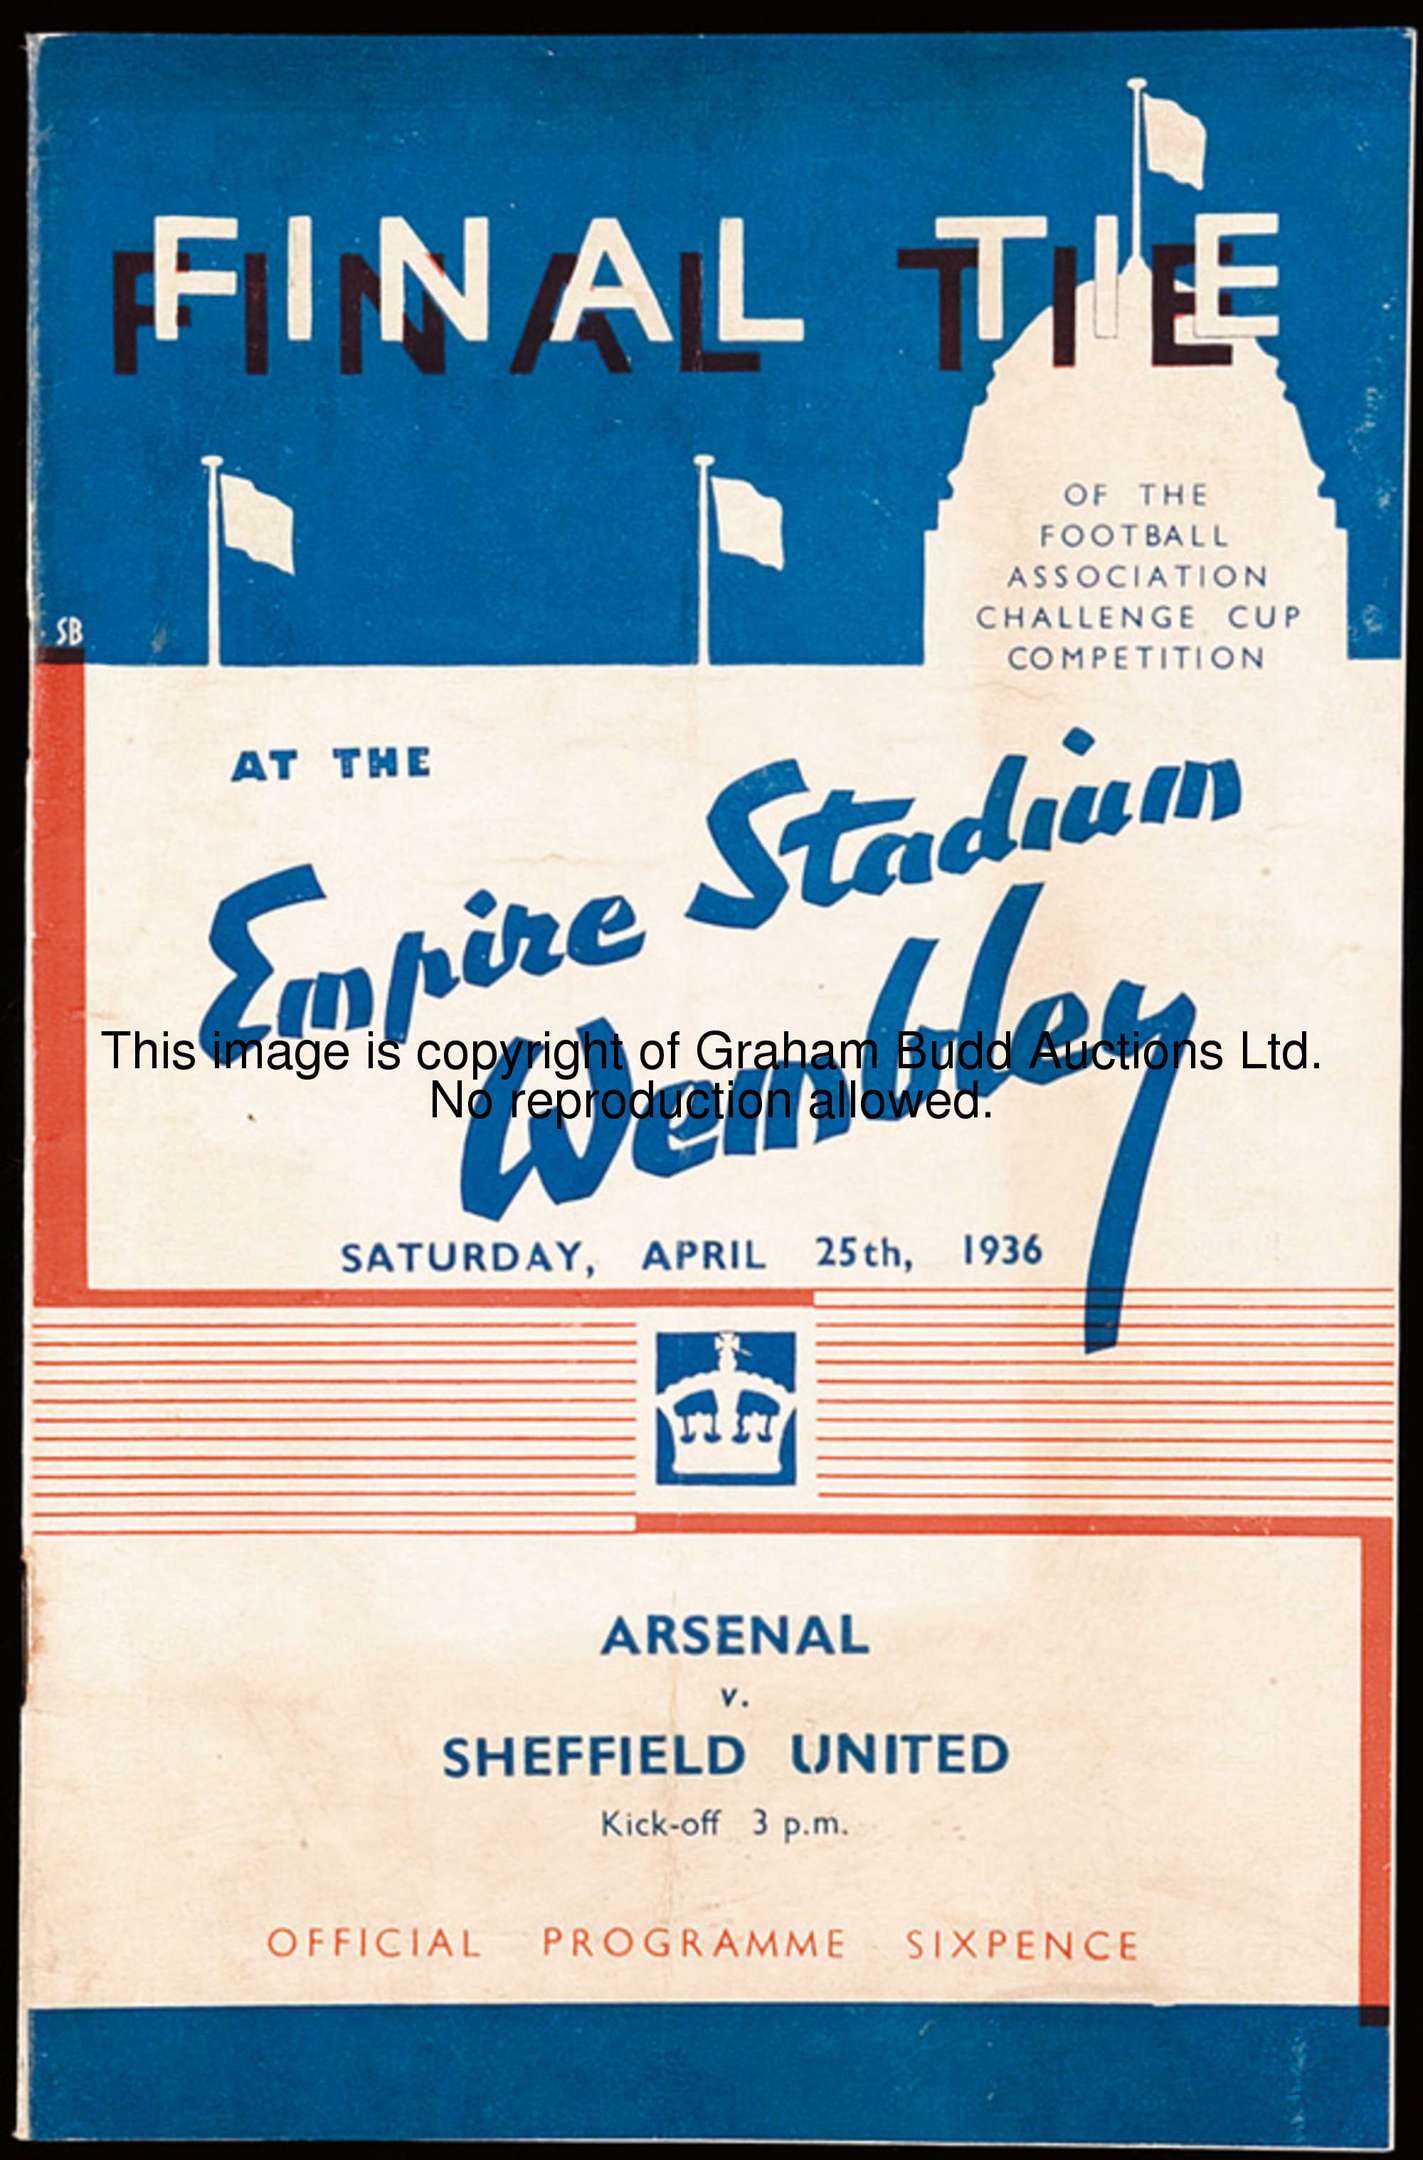 FINAL TIE
OF THE
FOOTBALL
ASSOCIATION
CHALLENGE CUP
COMPETITION
SB
AT THE
Empire Stadium
Wembley
This image is copyright of Graham Budd Auctions Ltd.
No reproduction allowed.
SATURDAY, APRIL 25th, 1936
ARSENAL
v.
SHEFFIELD UNITED
Kick-off 3 p.m.
OFFICIAL PROGRAMME SIXPENCE